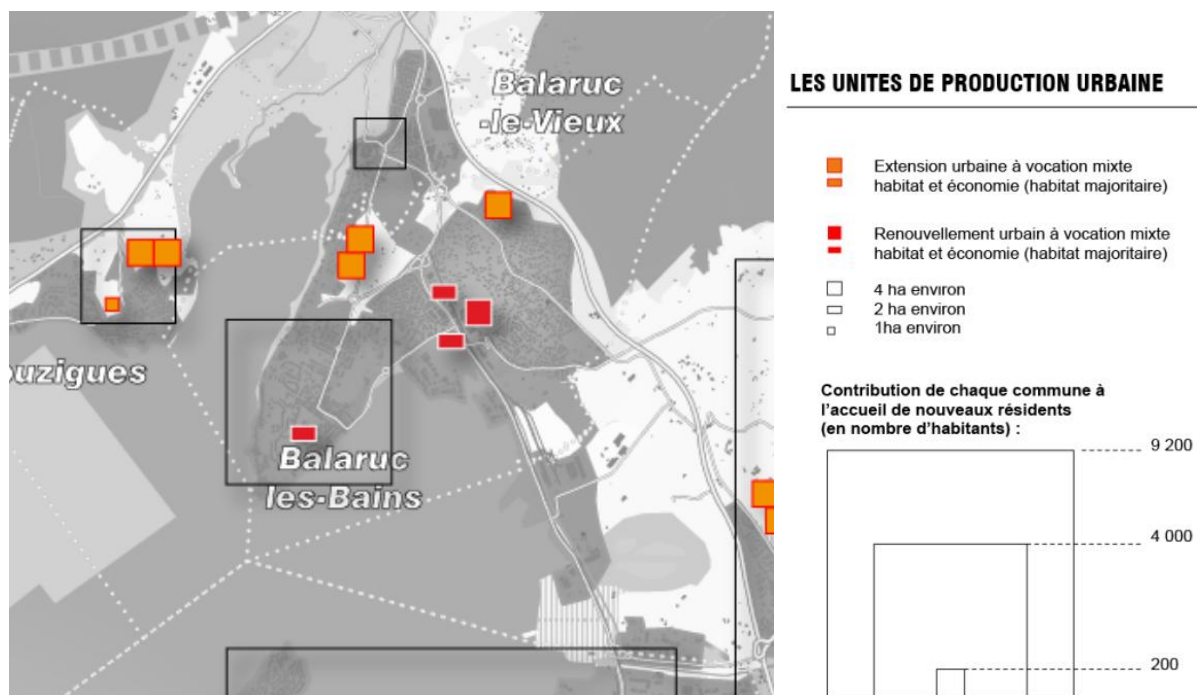 Balaruc
-le-Vieux
ouzigues
Balaruc
les-Bains
LES UNITES DE PRODUCTION URBAINE
Extension urbaine à vocation mixte
habitat et économie (habitat majoritaire)
Renouvellement urbain à vocation mixte
habitat et économie (habitat majoritaire)
4 ha environ
2 ha environ
1ha environ
Contribution de chaque commune à
l'accueil de nouveaux résidents
(en nombre d'habitants) :
9 200
4 000
200